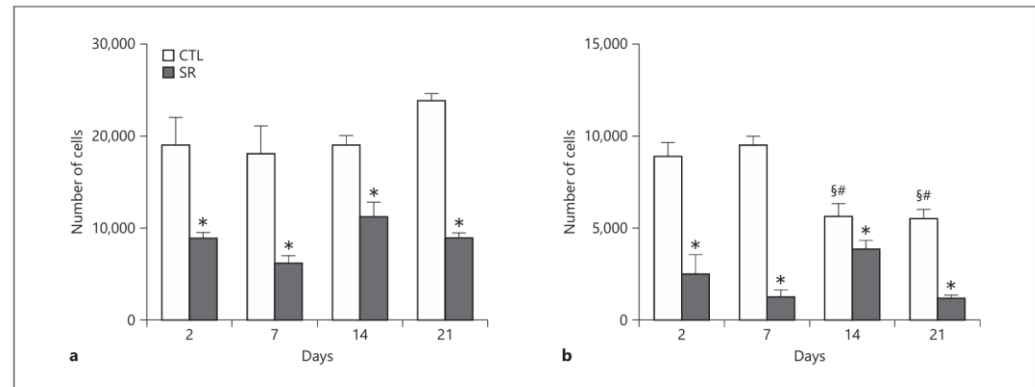 30,000
20,000
10,000
0
Number of cells
CTL
SR
*
*
*
*
2 7 14 21
a
Days
15,000
10,000
5,000
0
Number of cells
*
*
§#
*
§#
*
2 7 14 21
b
Days